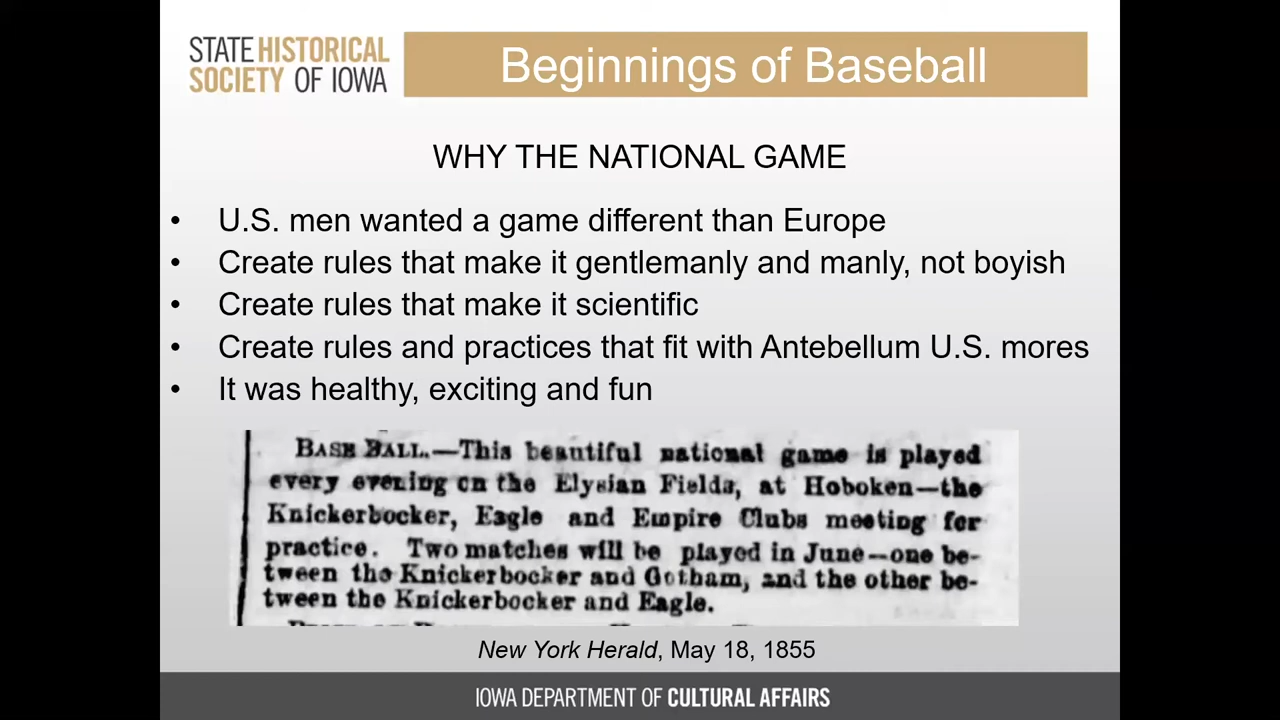 STATE HISTORICAL
SOCIETY OF IOWA
Beginnings of Baseball
WHY THE NATIONAL GAME
• U.S. men wanted a game different than Europe
• Create rules that make it gentlemanly and manly, not boyish
• Create rules that make it scientific
• Create rules and practices that fit with Antebellum U.S. mores
• It was healthy, exciting and fun
BASE BALL.—This beautiful national game is played
every evening on the Elysian Fields, at Hoboken—the
Knickerbocker, Eagle and Empire Clubs meeting for
practice. Two matches will be played in June—one be-
tween the Knickerbocker and Gotham, and the other be-
tween the Knickerbocker and Eagle.
New York Herald, May 18, 1855
IOWA DEPARTMENT OF CULTURAL AFFAIRS